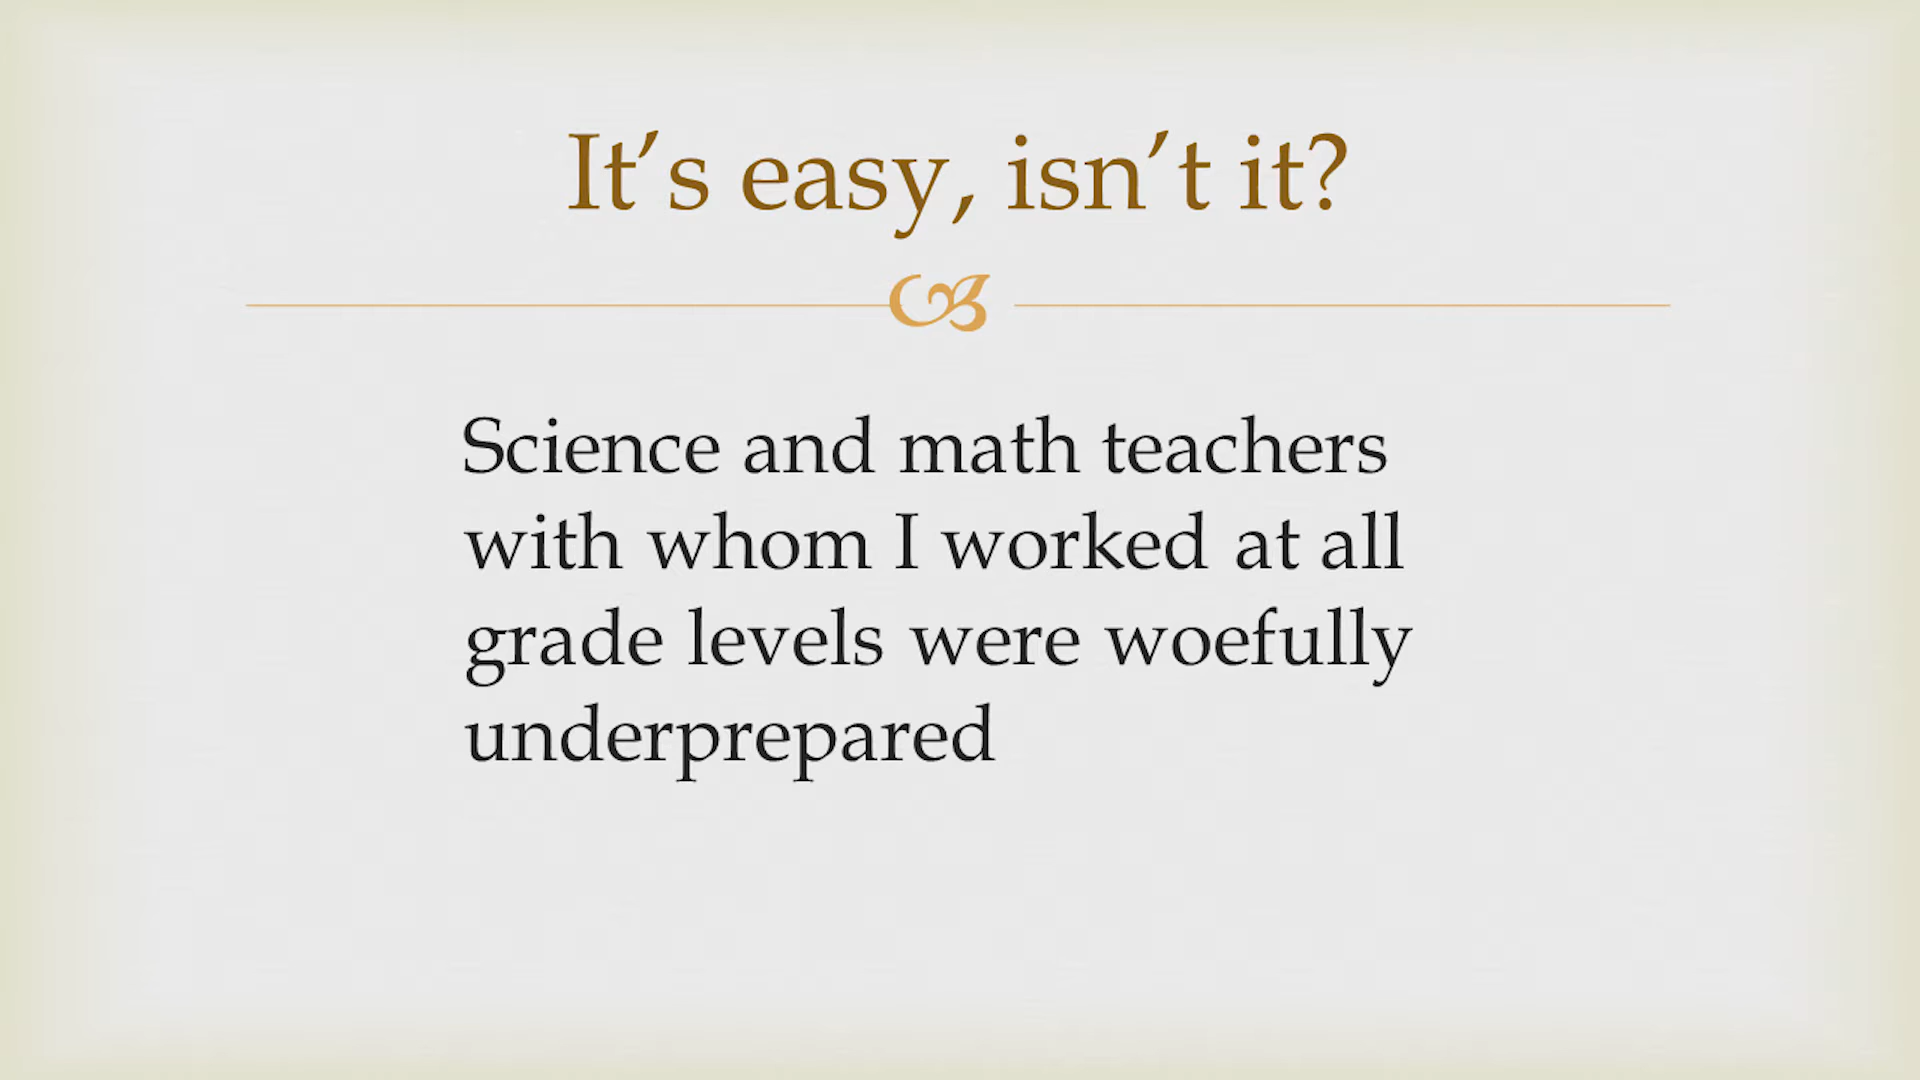 It’s easy, isn’t it?
Science and math teachers
with whom I worked at all
grade levels were woefully
underprepared